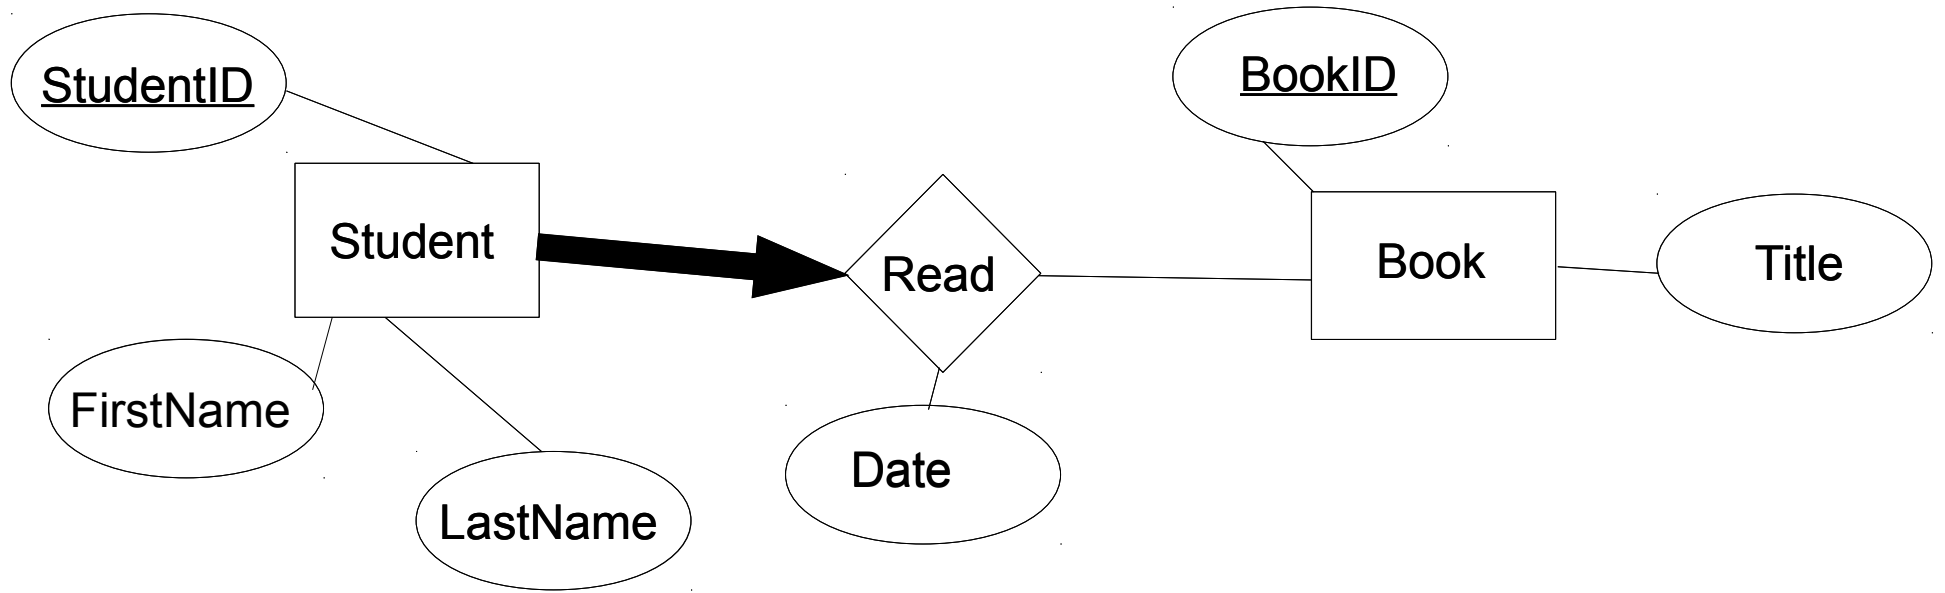 StudentID
BookID
Student
Read
Book
Title
FirstName
Date
LastName